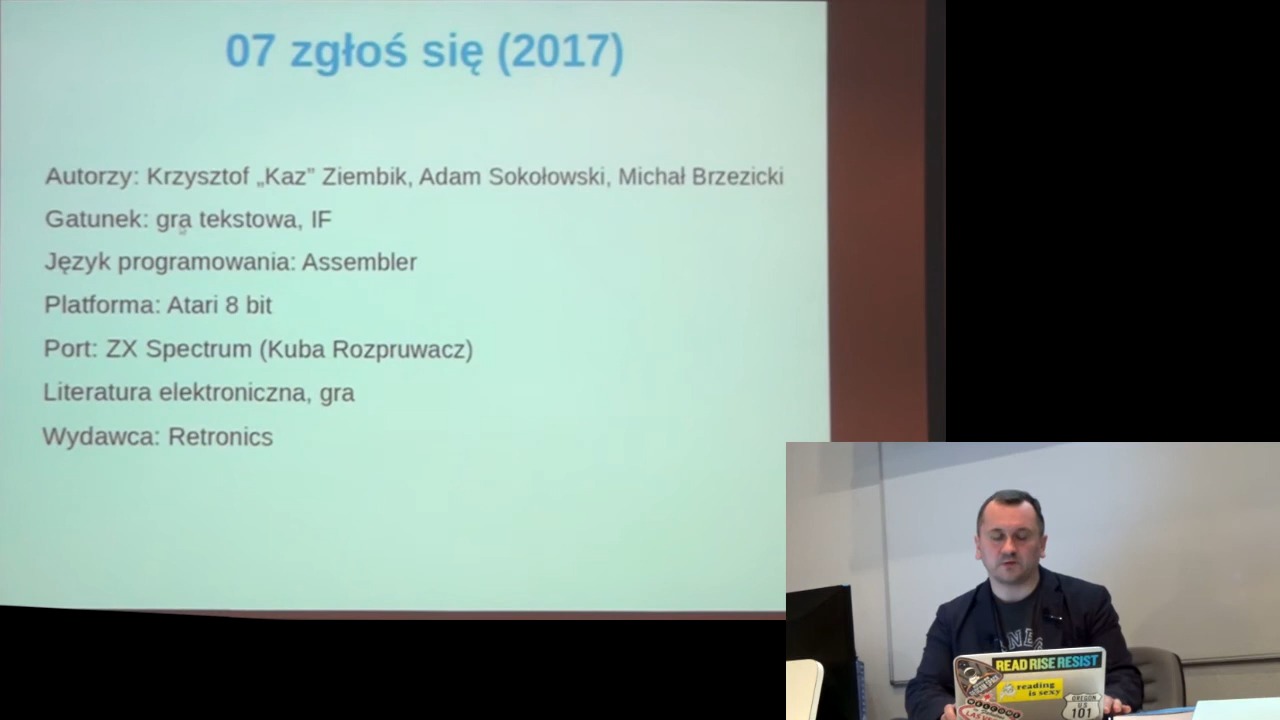 07 zgłoś się (2017)
Autorzy: Krzysztof „Kaz” Ziembik, Adam Sokołowski, Michał Brzezicki
Gatunek: gra tekstowa, IF
Język programowania: Assembler
Platforma: Atari 8 bit
Port: ZX Spectrum (Kuba Rozpruwacz)
Literatura elektroniczna, gra
Wydawca: Retronics
READ RISE RESIST
reading
is sexy
OREGON
US
101